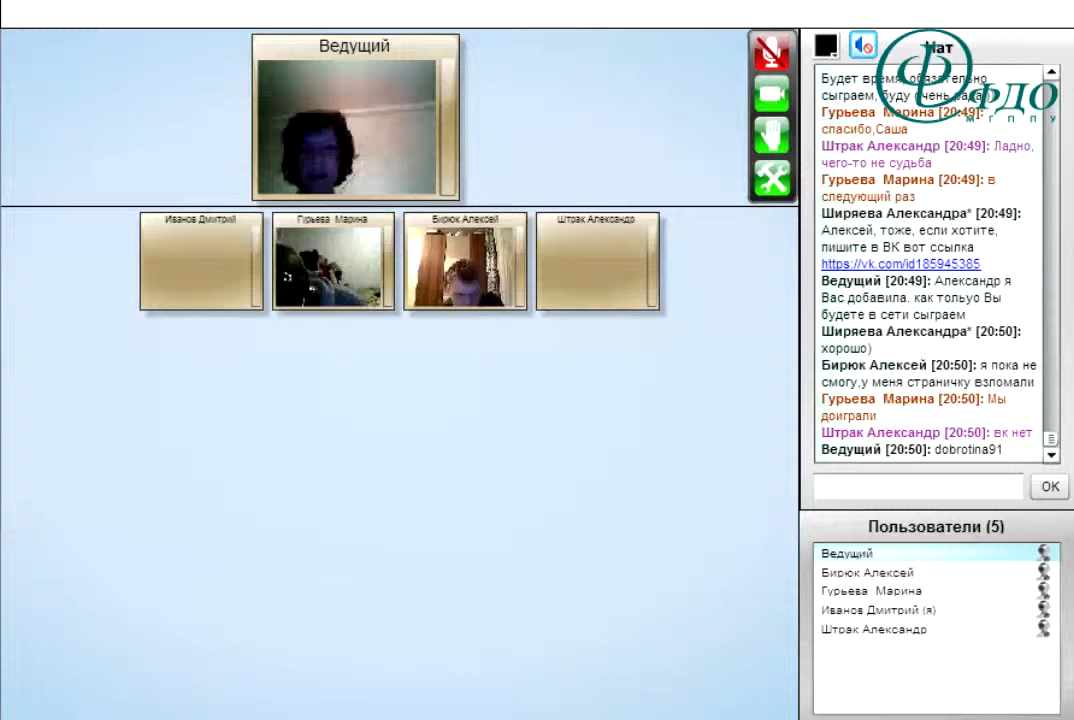 Ведущий
Иванов Дмитрий
Гурьева Марина
Бирюк Алексей
Штрак Александр
Чат
ФДО
МГППУ
Будет время, обязательно
сыграем, буду очень рада)
Гурьева Марина [20:49]:
спасибо,Саша
Штрак Александр [20:49]: Ладно,
чего-то не судьба
Гурьева Марина [20:49]: в
следующий раз
Ширяева Александра* [20:49]:
Алексей, тоже, если хотите,
пишите в ВК вот ссылка
https://vk.com/id185945385
Ведущий [20:49]: Александр я
Вас добавила. как тольуо Вы
будете в сети сыграем
Ширяева Александра* [20:50]:
хорошо)
Бирюк Алексей [20:50]: я пока не
смогу,у меня страничку взломали
Гурьева Марина [20:50]: Мы
доиграли
Штрак Александр [20:50]: вк нет
Ведущий [20:50]: dobrotina91
OK
Пользователи (5)
Ведущий
Бирюк Алексей
Гурьева Марина
Иванов Дмитрий (я)
Штрак Александр